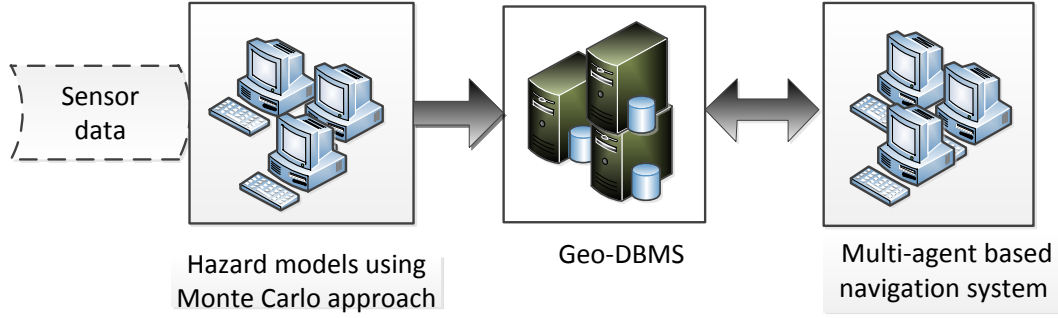 Sensor
data
Hazard models using
Monte Carlo approach
Geo-DBMS
Multi-agent based
navigation system